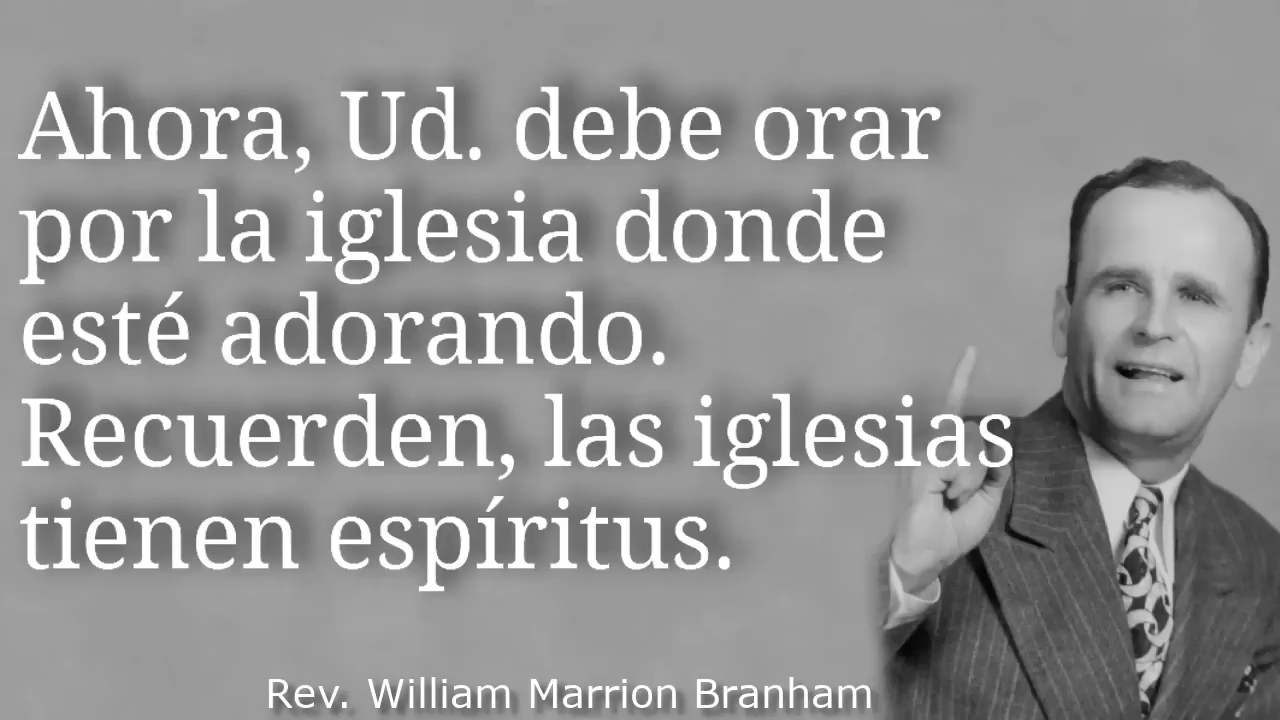 Ahora, Ud. debe orar
por la iglesia donde
esté adorando.
Recuerden, las iglesias
tienen espíritus.
Rev. William Marrion Branham